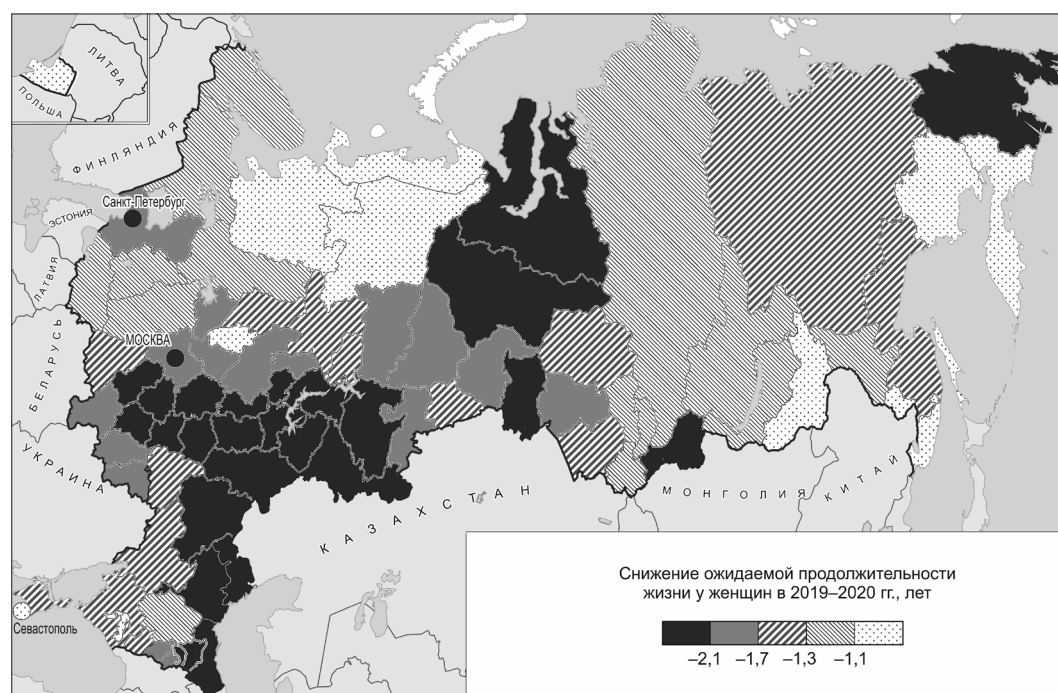 ЛИТВА
ПОЛЬША
ФИНЛЯНДИЯ
Санкт-Петербург
ЭСТОНИЯ
ЛАТВИЯ
МОСКВА
БЕЛАРУСЬ
УКРАИНА
КАЗАХСТАН
МОНГОЛИЯ
КИТАЙ
Севастополь
Снижение ожидаемой продолжительности
жизни у женщин в 2019–2020 гг., лет
–2,1 –1,7 –1,3 –1,1